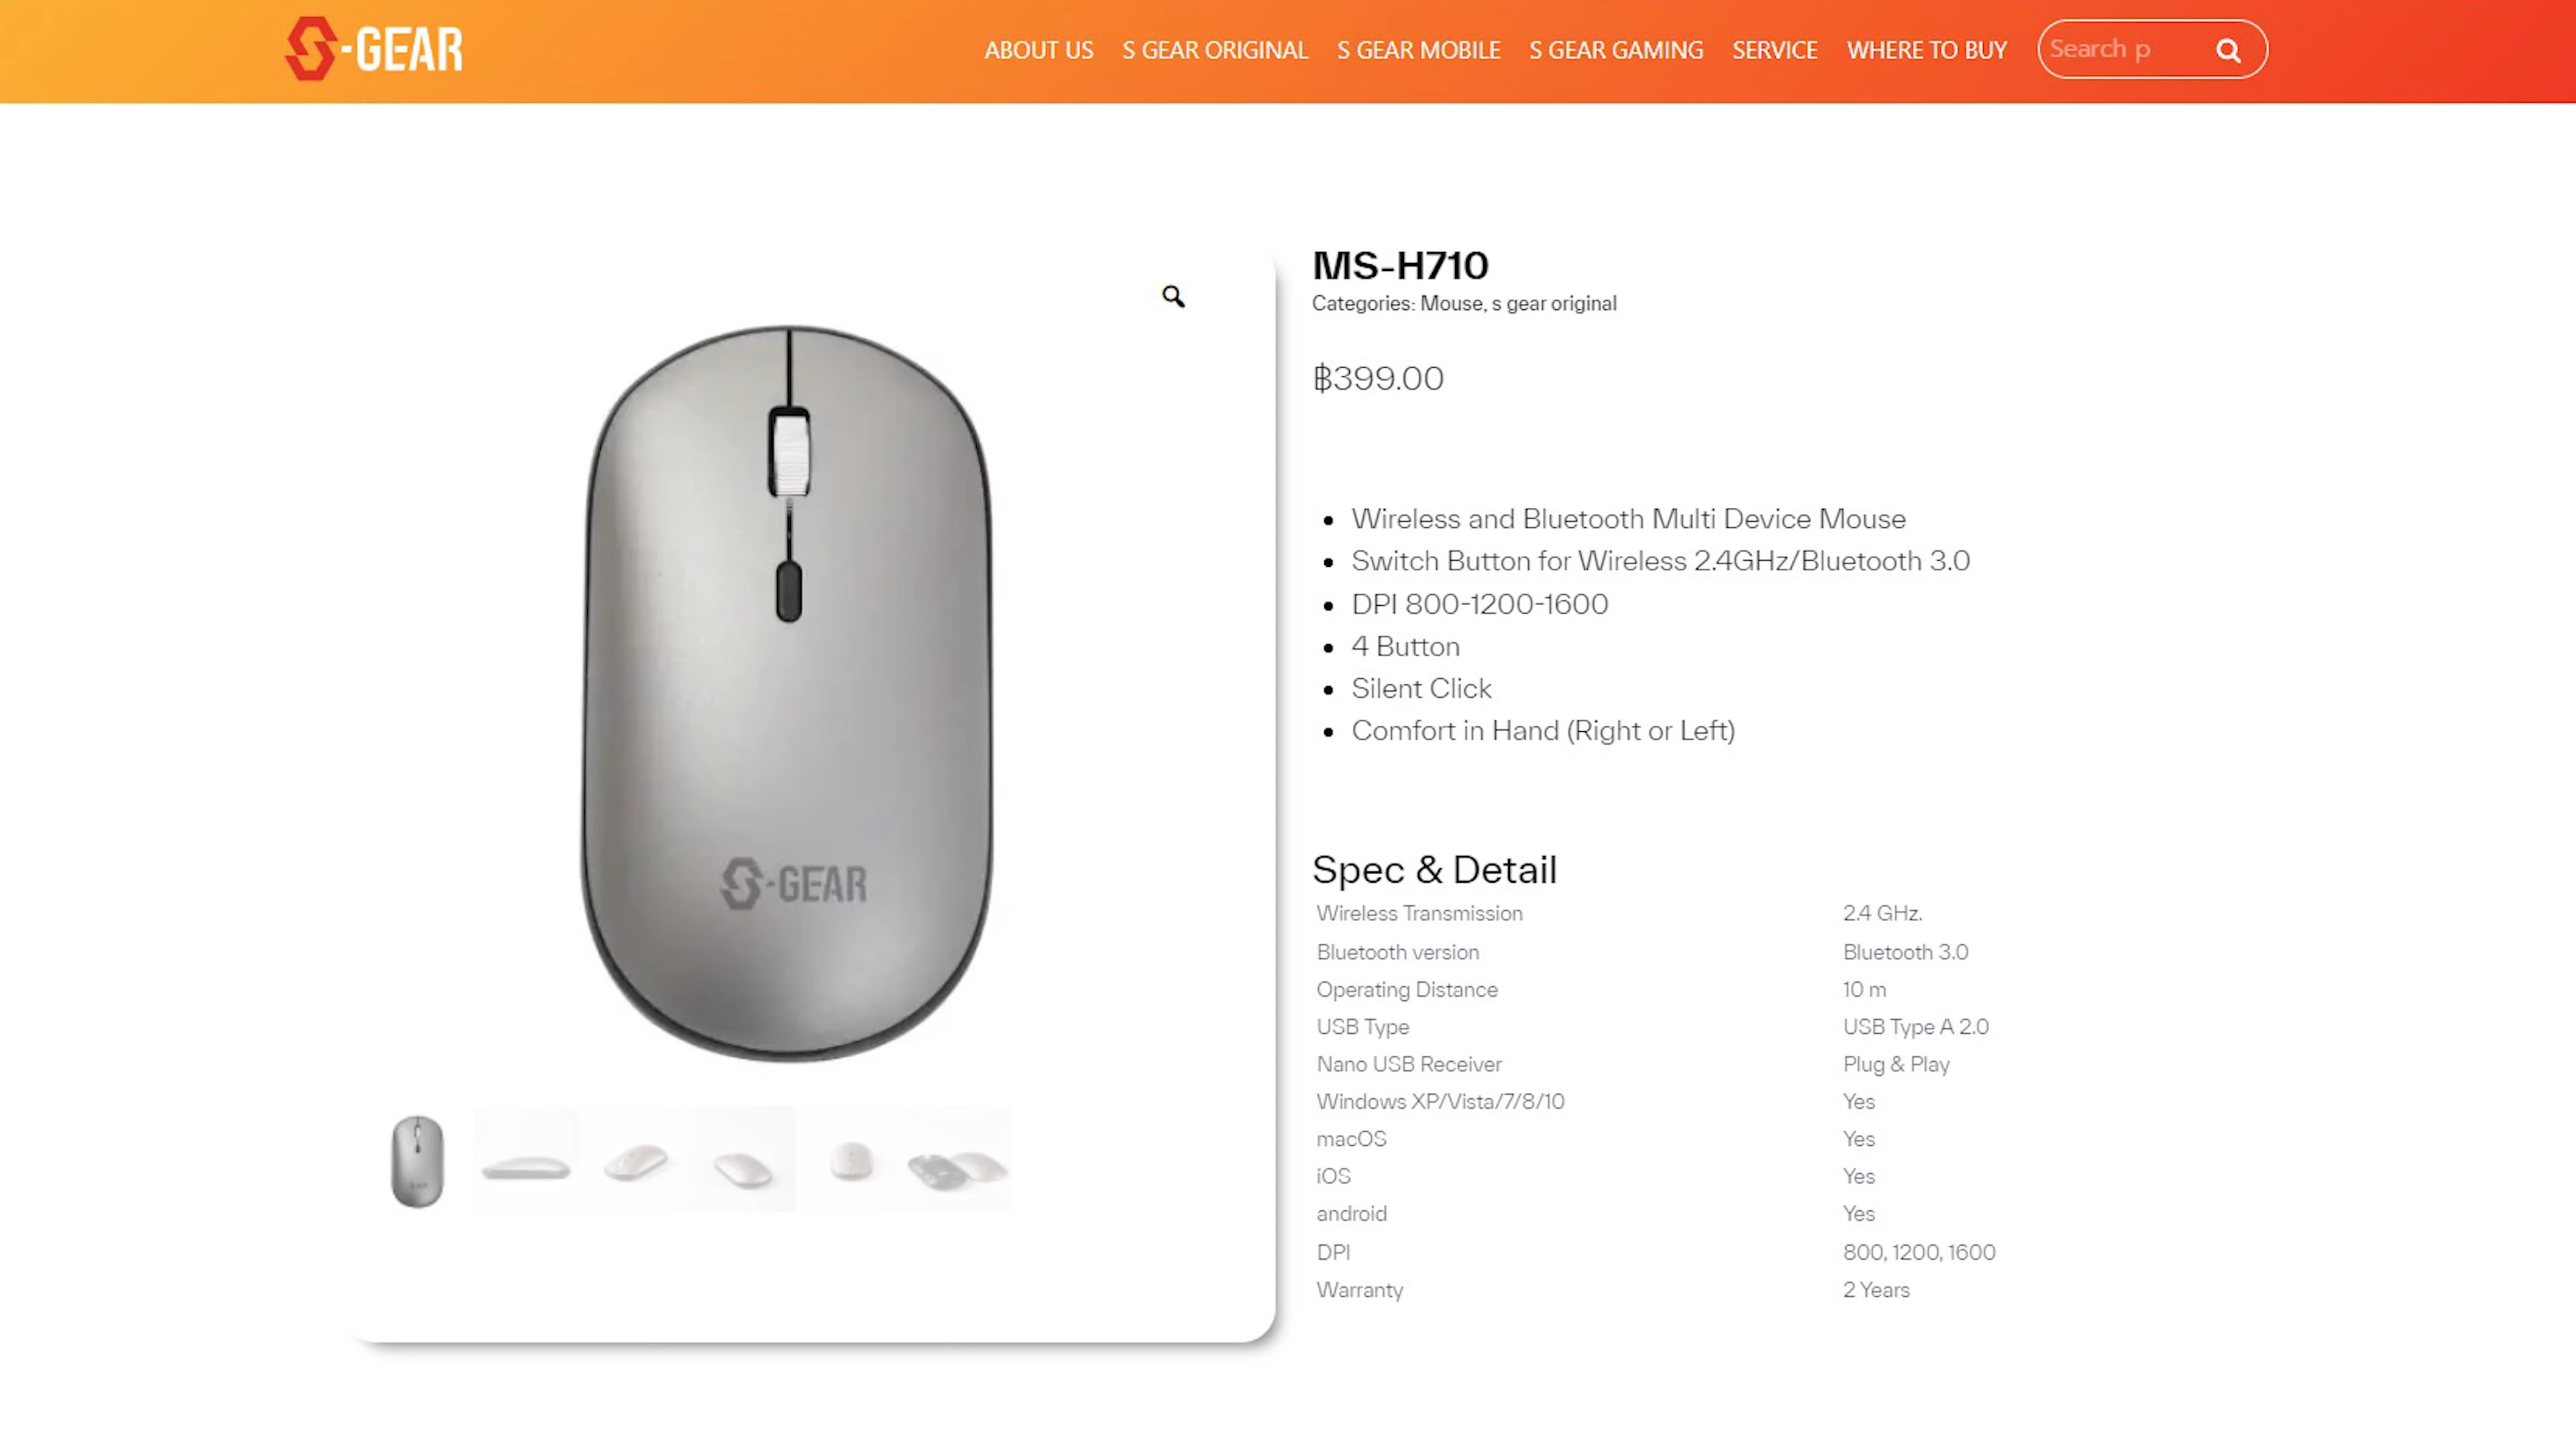 S-GEAR
ABOUT US S GEAR ORIGINAL S GEAR MOBILE S GEAR GAMING SERVICE WHERE TO BUY Search p
MS-H710
Categories: Mouse, s gear original
฿399.00
Wireless and Bluetooth Multi Device Mouse
Switch Button for Wireless 2.4GHz/Bluetooth 3.0
DPI 800-1200-1600
4 Button
Silent Click
Comfort in Hand (Right or Left)
S-GEAR
Spec & Detail
Wireless Transmission 2.4 GHz.
Bluetooth version Bluetooth 3.0
Operating Distance 10 m
USB Type USB Type A 2.0
Nano USB Receiver Plug & Play
Windows XP/Vista/7/8/10 Yes
macOS Yes
iOS Yes
android Yes
DPI 800, 1200, 1600
Warranty 2 Years